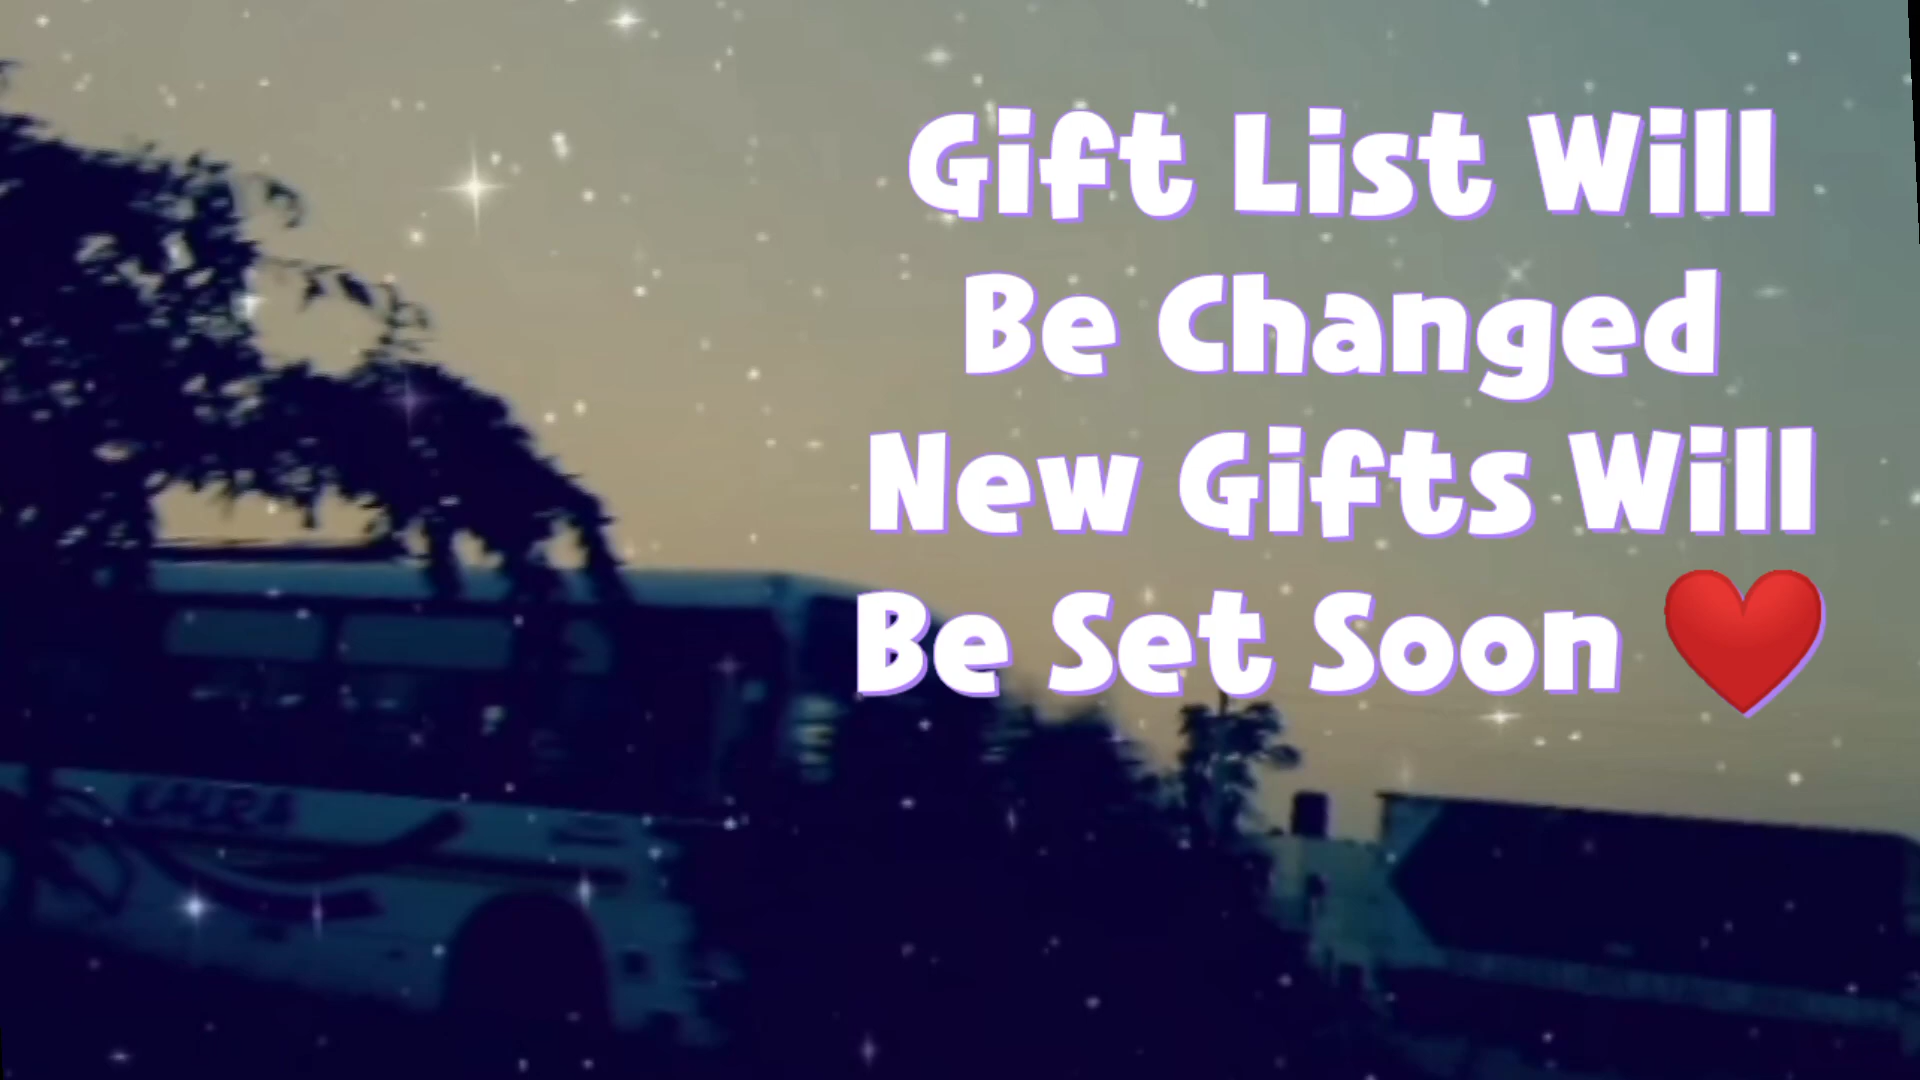 Gift List Will
Be Changed
New Gifts Will
Be Set Soon ❤️